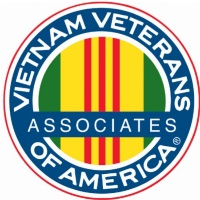 VIETNAM VETERANS
ASSOCIATES
OF AMERICA®